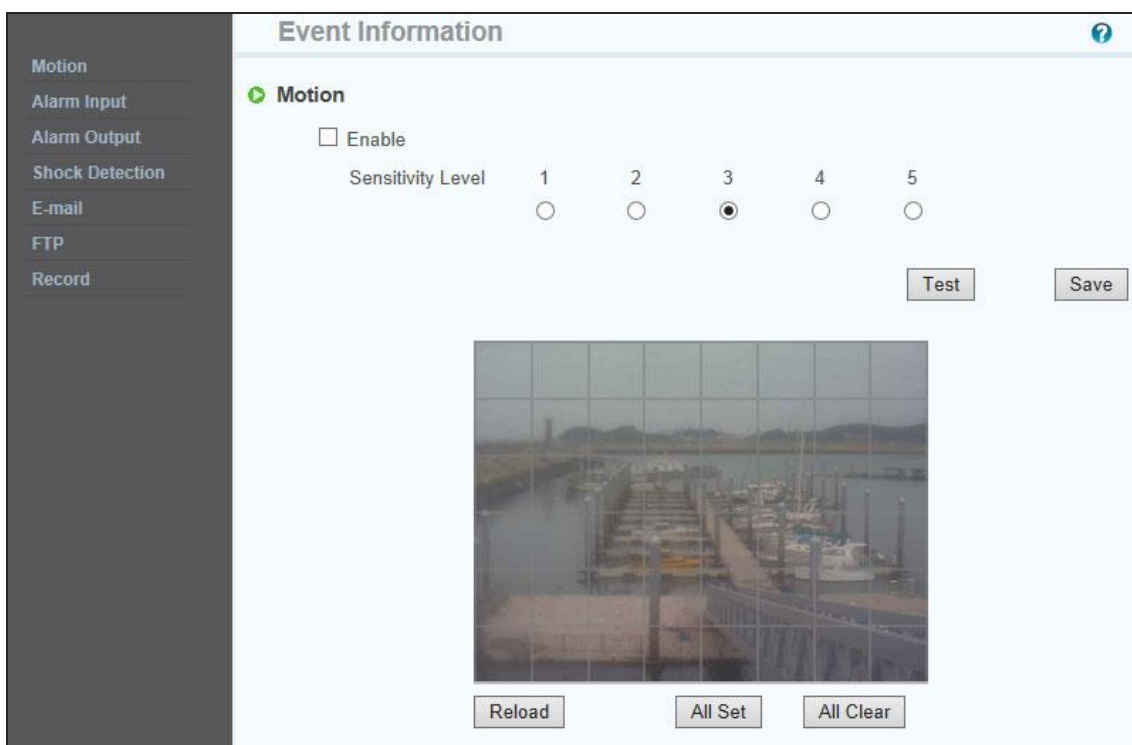 Event Information
?
Motion
Alarm Input
Alarm Output
Shock Detection
E-mail
FTP
Record
Motion
Enable
Sensitivity Level 1 2 3 4 5
Test Save
Reload All Set All Clear